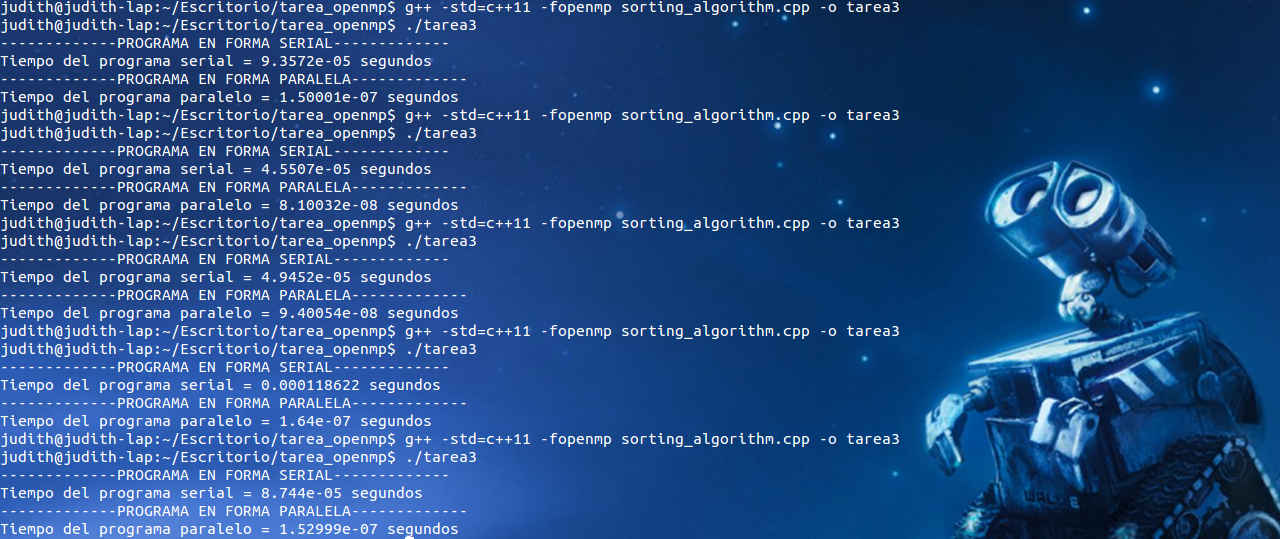 judith@judith-lap:~/Escritorio/tarea_openmp$ g++ -std=c++11 -fopenmp sorting_algorithm.cpp -o tarea3
judith@judith-lap:~/Escritorio/tarea_openmp$ ./tarea3
-------------PROGRAMA EN FORMA SERIAL-------------
Tiempo del programa serial = 9.3572e-05 segundos
-------------PROGRAMA EN FORMA PARALELA-------------
Tiempo del programa paralelo = 1.50001e-07 segundos
judith@judith-lap:~/Escritorio/tarea_openmp$ g++ -std=c++11 -fopenmp sorting_algorithm.cpp -o tarea3
judith@judith-lap:~/Escritorio/tarea_openmp$ ./tarea3
-------------PROGRAMA EN FORMA SERIAL-------------
Tiempo del programa serial = 4.5507e-05 segundos
-------------PROGRAMA EN FORMA PARALELA-------------
Tiempo del programa paralelo = 8.10032e-08 segundos
judith@judith-lap:~/Escritorio/tarea_openmp$ g++ -std=c++11 -fopenmp sorting_algorithm.cpp -o tarea3
judith@judith-lap:~/Escritorio/tarea_openmp$ ./tarea3
-------------PROGRAMA EN FORMA SERIAL-------------
Tiempo del programa serial = 4.9452e-05 segundos
-------------PROGRAMA EN FORMA PARALELA-------------
Tiempo del programa paralelo = 9.40054e-08 segundos
judith@judith-lap:~/Escritorio/tarea_openmp$ g++ -std=c++11 -fopenmp sorting_algorithm.cpp -o tarea3
judith@judith-lap:~/Escritorio/tarea_openmp$ ./tarea3
-------------PROGRAMA EN FORMA SERIAL-------------
Tiempo del programa serial = 0.000118622 segundos
-------------PROGRAMA EN FORMA PARALELA-------------
Tiempo del programa paralelo = 1.64e-07 segundos
judith@judith-lap:~/Escritorio/tarea_openmp$ g++ -std=c++11 -fopenmp sorting_algorithm.cpp -o tarea3
judith@judith-lap:~/Escritorio/tarea_openmp$ ./tarea3
-------------PROGRAMA EN FORMA SERIAL-------------
Tiempo del programa serial = 8.744e-05 segundos
-------------PROGRAMA EN FORMA PARALELA-------------
Tiempo del programa paralelo = 1.52999e-07 segundos
WALL·E